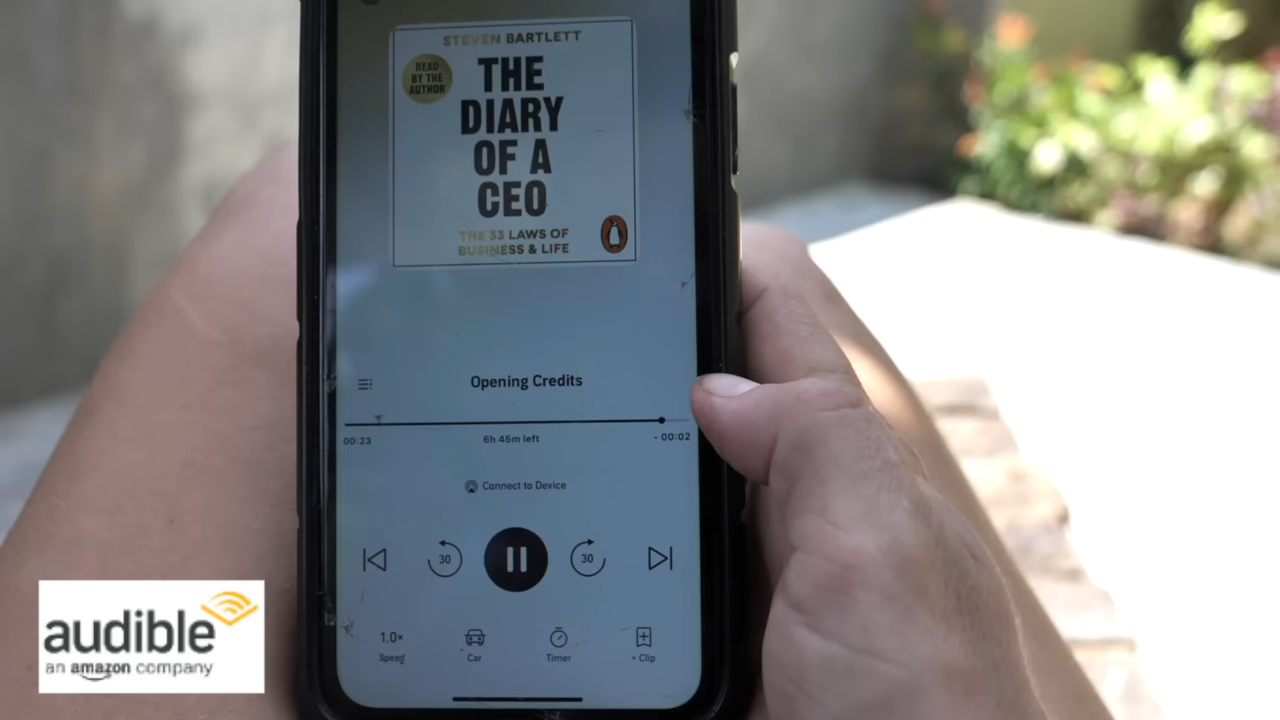 STEVEN BARTLETT
READ
BY THE
AUTHOR
THE
DIARY
OF A
CEO
THE 33 LAWS OF
BUSINESS & LIFE
Opening Credits
00:23
6h 45m left
- 00:02
Connect to Device
30
30
1.0×
Speed
Car
Timer
+ Clip
audible
an amazon company